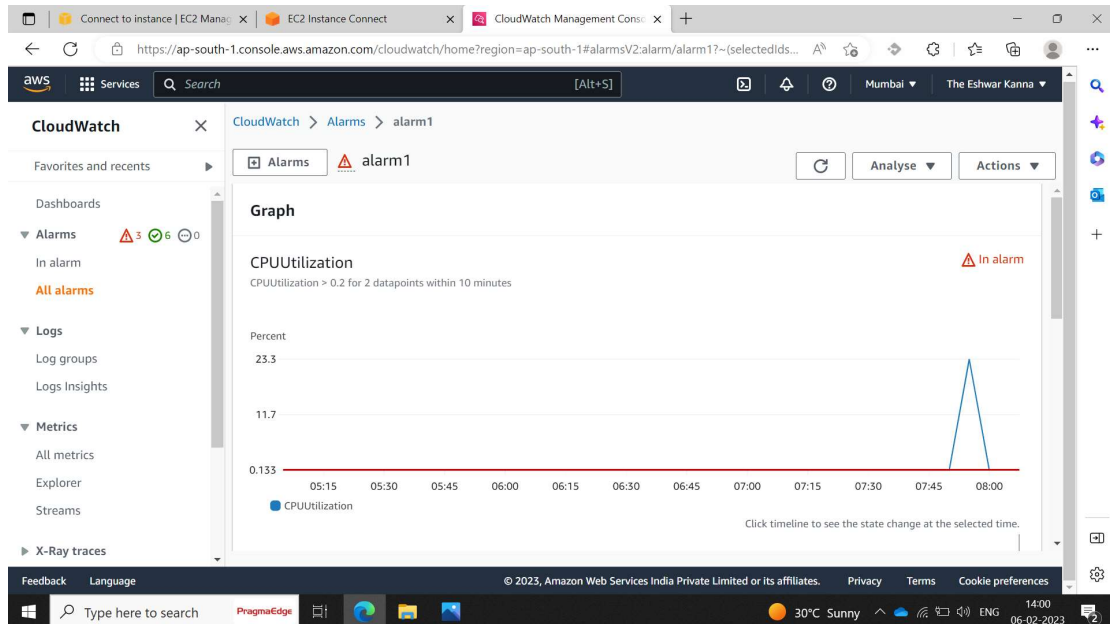 Connect to instance | EC2 Manag
EC2 Instance Connect
CloudWatch Management Conso
https://ap-south-1.console.aws.amazon.com/cloudwatch/home?region=ap-south-1#alarmsV2:alarm/alarm1?~(selectedIds...
aws
Services
Search
[Alt+S]
Mumbai ▼
The Eshwar Kanna ▼
CloudWatch
CloudWatch > Alarms > alarm1
Favorites and recents
Alarms
alarm1
Analyse ▼
Actions ▼
Dashboards
Alarms 3 6 0
In alarm
All alarms
Logs
Log groups
Logs Insights
Metrics
All metrics
Explorer
Streams
X-Ray traces
Graph
CPUUtilization
In alarm
CPUUtilization > 0.2 for 2 datapoints within 10 minutes
Percent
23.3
11.7
0.133
05:15 05:30 05:45 06:00 06:15 06:30 06:45 07:00 07:15 07:30 07:45 08:00
CPUUtilization
Click timeline to see the state change at the selected time.
Feedback Language
© 2023, Amazon Web Services India Private Limited or its affiliates. Privacy Terms Cookie preferences
Type here to search
PragmaEdge
30°C Sunny
ENG
14:00
06-02-2023
2